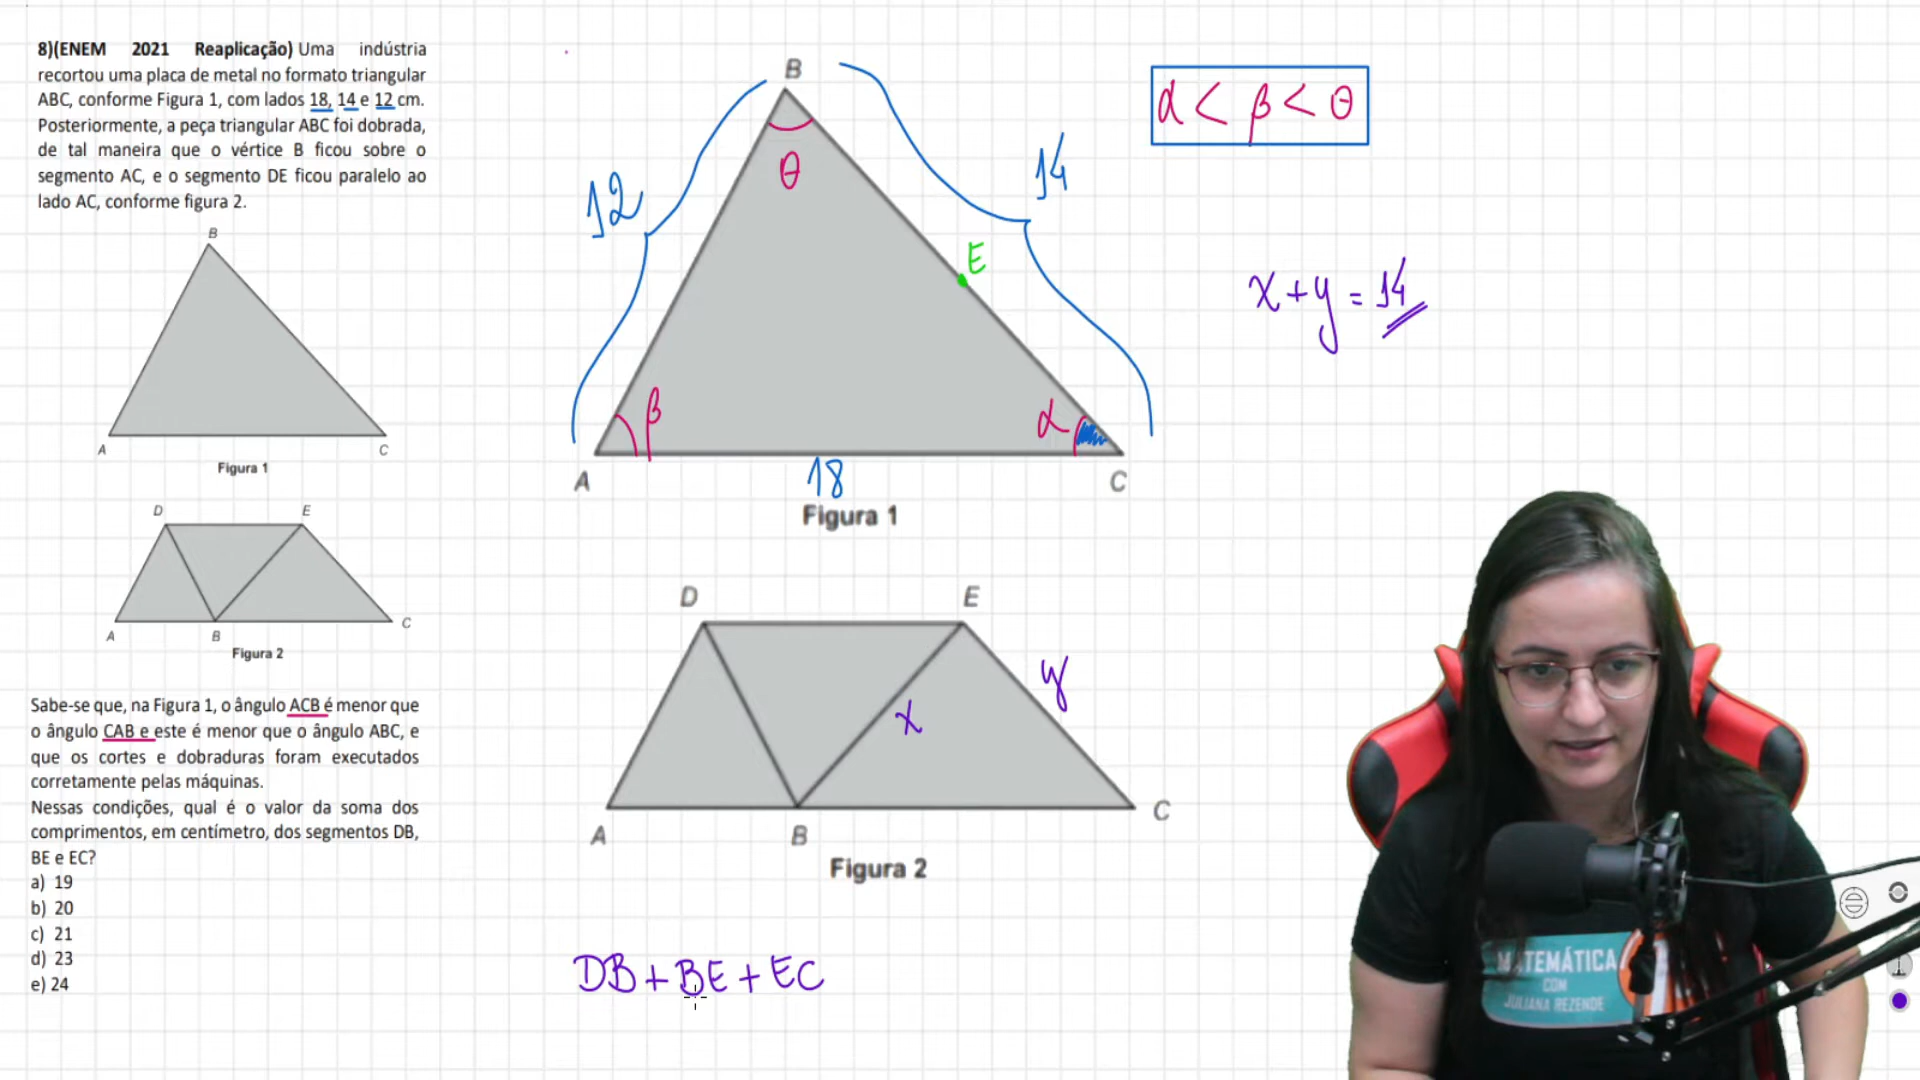 8)(ENEM 2021 Reaplicação) Uma indústria
recortou uma placa de metal no formato triangular
ABC, conforme Figura 1, com lados 18, 14 e 12 cm.
Posteriormente, a peça triangular ABC foi dobrada,
de tal maneira que o vértice B ficou sobre o
segmento AC, e o segmento DE ficou paralelo ao
lado AC, conforme figura 2.
B
A
C
Figura 1
D
E
A
B
C
Figura 2
Sabe-se que, na Figura 1, o ângulo ACB é menor que
o ângulo CAB e este é menor que o ângulo ABC, e
que os cortes e dobraduras foram executados
corretamente pelas máquinas.
Nessas condições, qual é o valor da soma dos
comprimentos, em centímetro, dos segmentos DB,
BE e EC?
a) 19
b) 20
c) 21
d) 23
e) 24
B
θ
12
14
E
β
α
A
18
C
Figura 1
D
E
y
x
A
B
C
Figura 2
DB + BE + EC
α < β < θ
x + y = 14
MATEMÁTICA
COM
JULIANA REZENDE